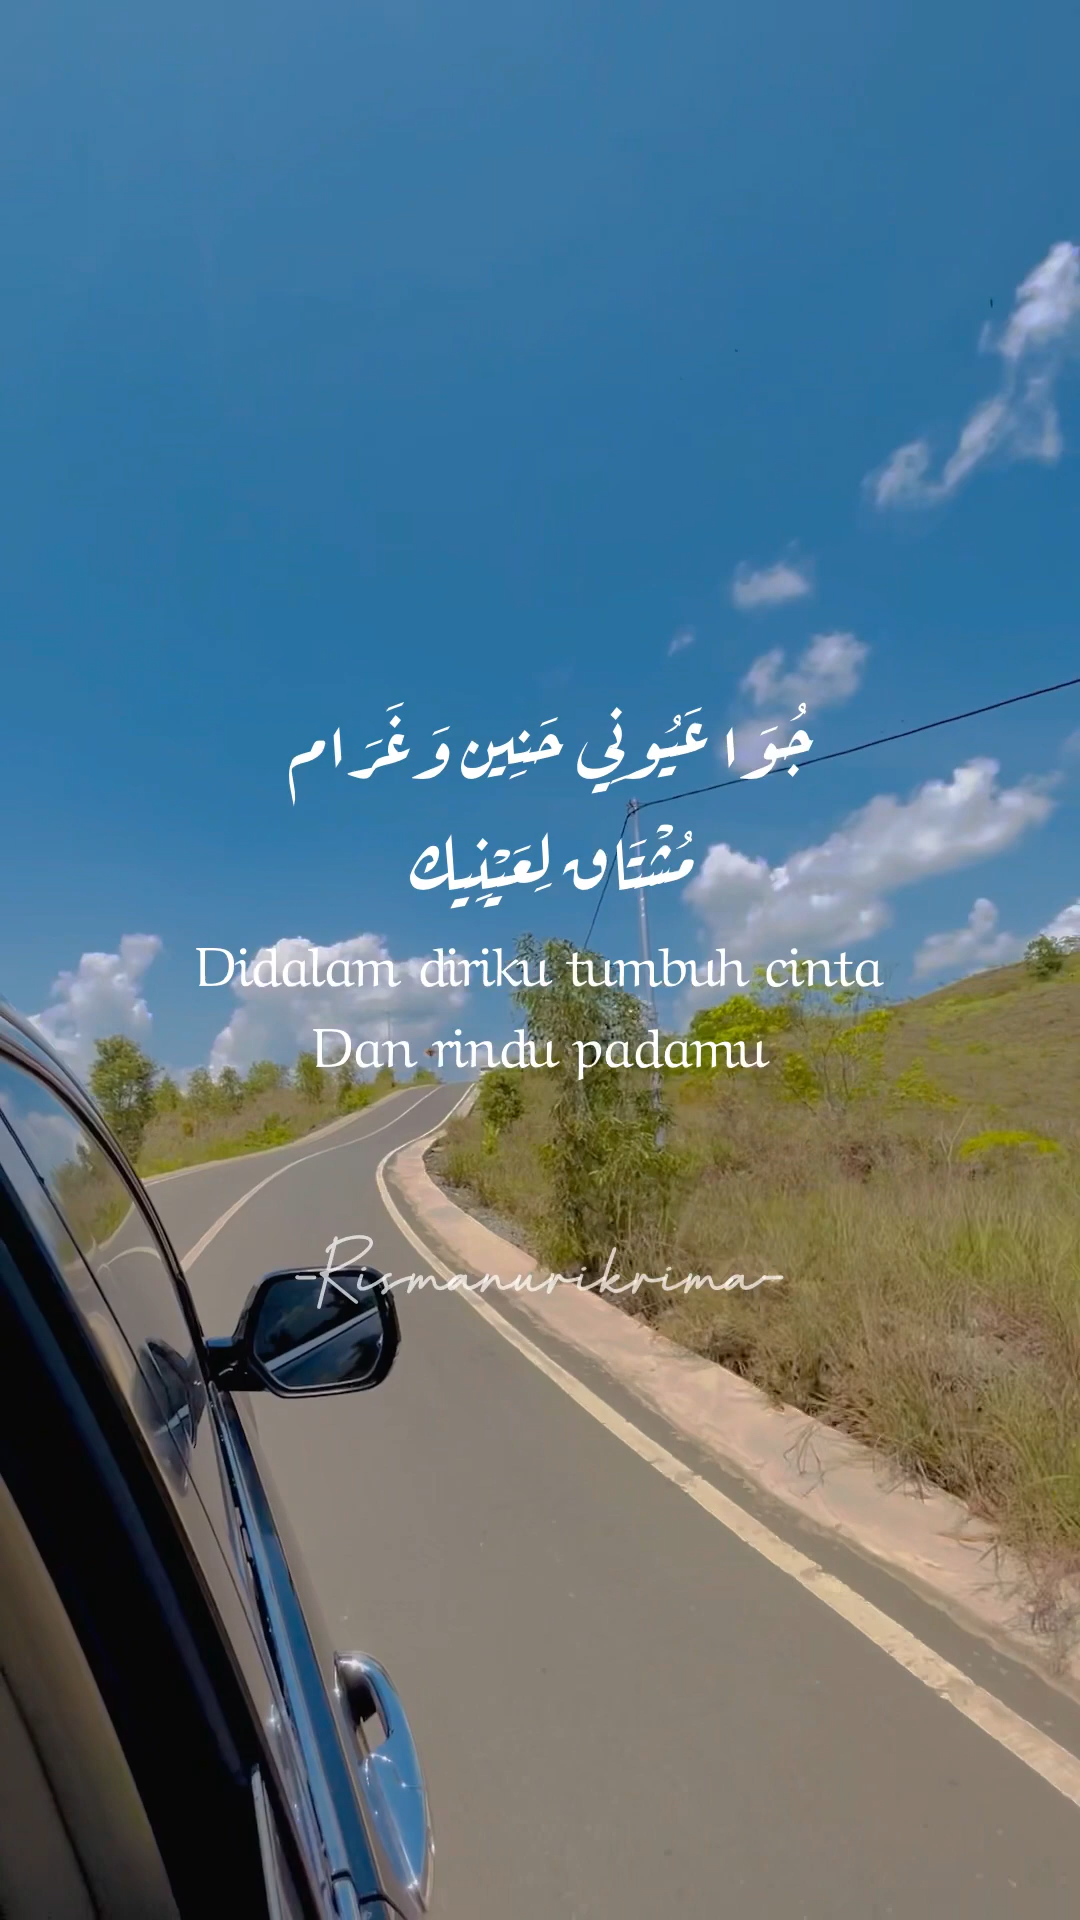 جُوَا عَيُونِي حَنِين وَ غَرَام
مُشْتَاق لِعَيْنِيك
Didalam diriku tumbuh cinta
Dan rindu padamu
-Rismanurikrima-